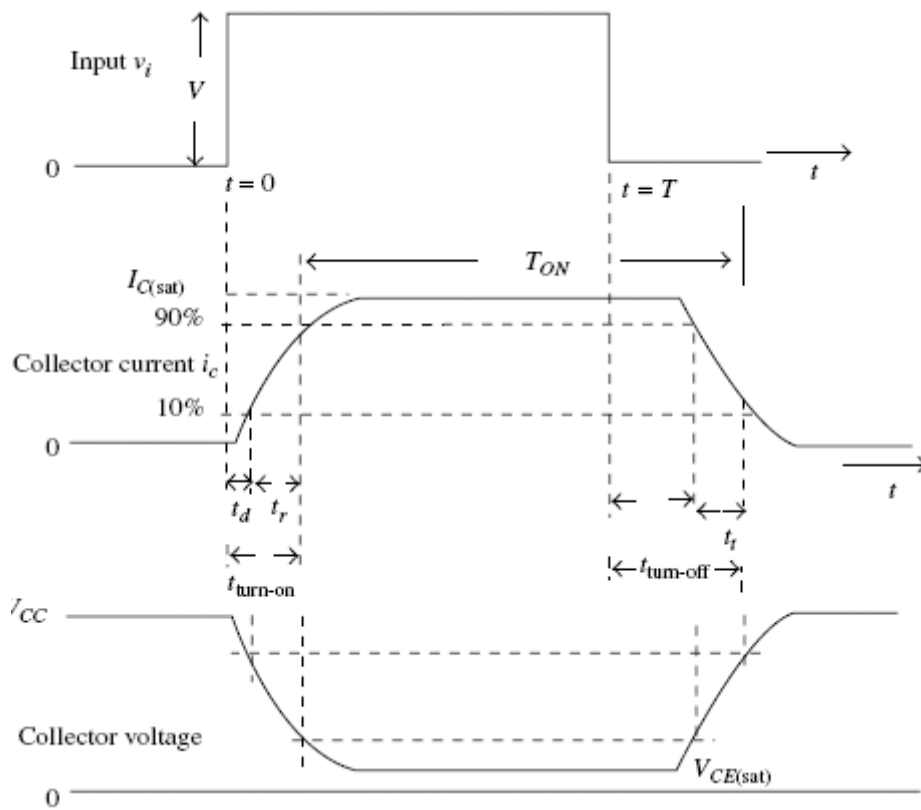 Input v_i
V
0
t = 0
t = T
t
T_ON
I_C(sat)
90%
Collector current i_c
10%
0
t
t_d
t_r
t_t
t_turn-on
t_turn-off
V_CC
Collector voltage
V_CE(sat)
0